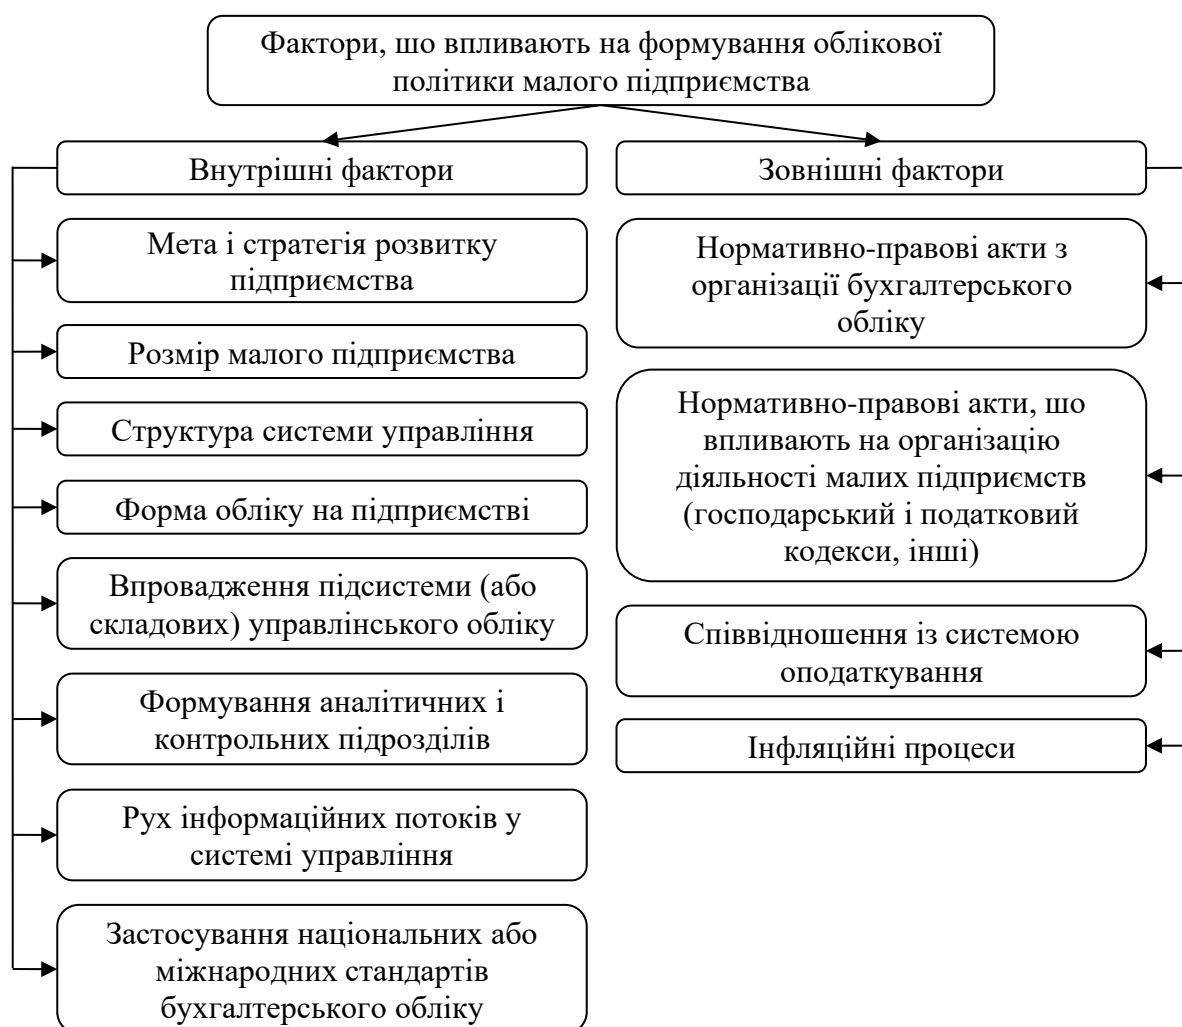 Фактори, шо впливають на формування облікової
політики малого підприємства
Внутрішні фактори
Мета і стратегія розвитку
підприємства
Розмір малого підприємства
Структура системи управління
Форма обліку на підприємстві
Впровадження підсистеми (або
складових) управлінського обліку
Формування аналітичних і
контрольних підрозділів
Рух інформаційних потоків у
системі управління
Застосування національних або
міжнародних стандартів
бухгалтерського обліку
Зовнішні фактори
Нормативно-правові акти з
організації бухгалтерського
обліку
Нормативно-правові акти, шо
впливають на організацію
діяльності малих підприємств
(господарський і податковий
кодекси, інші)
Співвідношення із системою
оподаткування
Інфляційні процеси